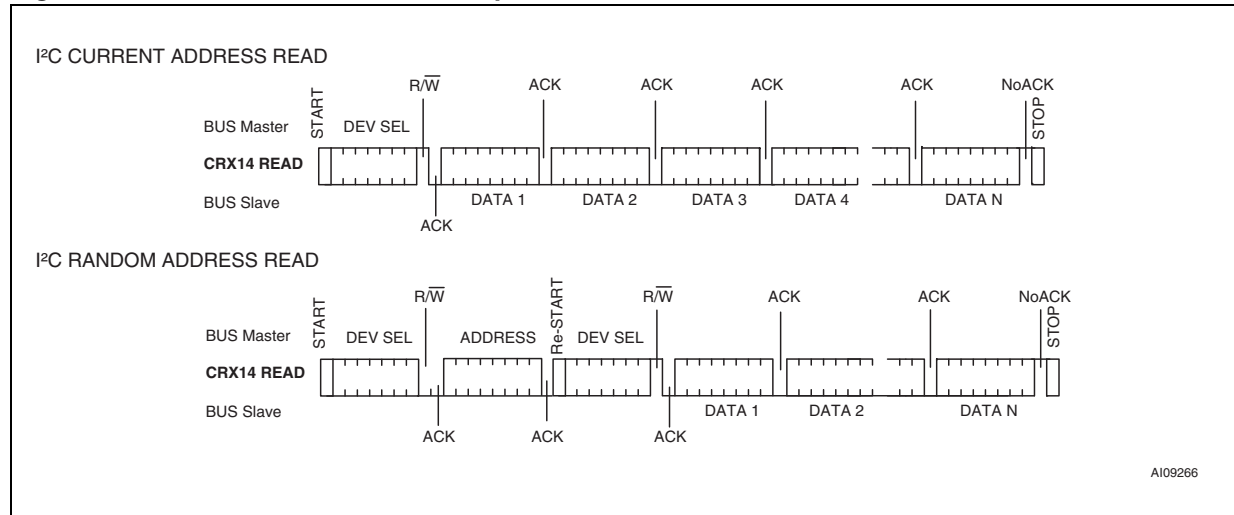 I²C CURRENT ADDRESS READ
R/W ACK ACK ACK ACK NoACK
START STOP
BUS Master DEV SEL
CRX14 READ
BUS Slave DATA 1 DATA 2 DATA 3 DATA 4 DATA N
ACK
I²C RANDOM ADDRESS READ
R/W R/W ACK ACK NoACK
START Re-START STOP
BUS Master DEV SEL ADDRESS DEV SEL
CRX14 READ
BUS Slave DATA 1 DATA 2 DATA N
ACK ACK ACK
AI09266